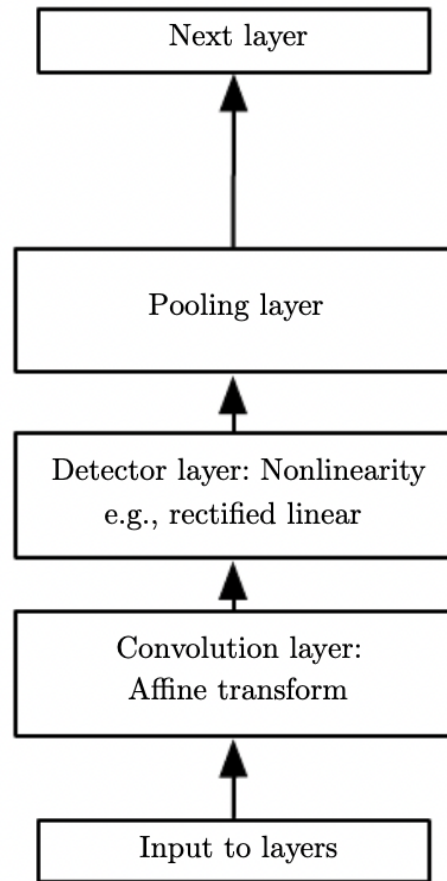 Next layer
Pooling layer
Detector layer: Nonlinearity
e.g., rectified linear
Convolution layer:
Affine transform
Input to layers